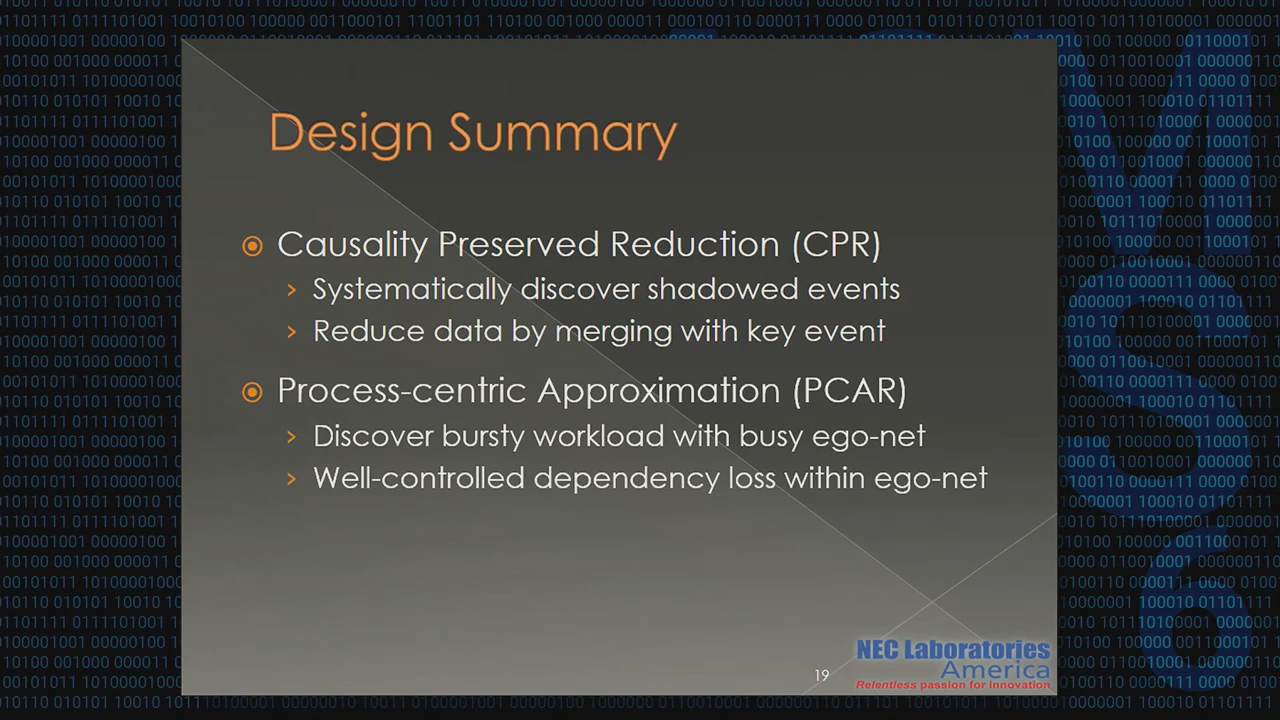 Design Summary
Causality Preserved Reduction (CPR)
Systematically discover shadowed events
Reduce data by merging with key event
Process-centric Approximation (PCAR)
Discover bursty workload with busy ego-net
Well-controlled dependency loss within ego-net
19
NEC Laboratories
America
Relentless passion for innovation